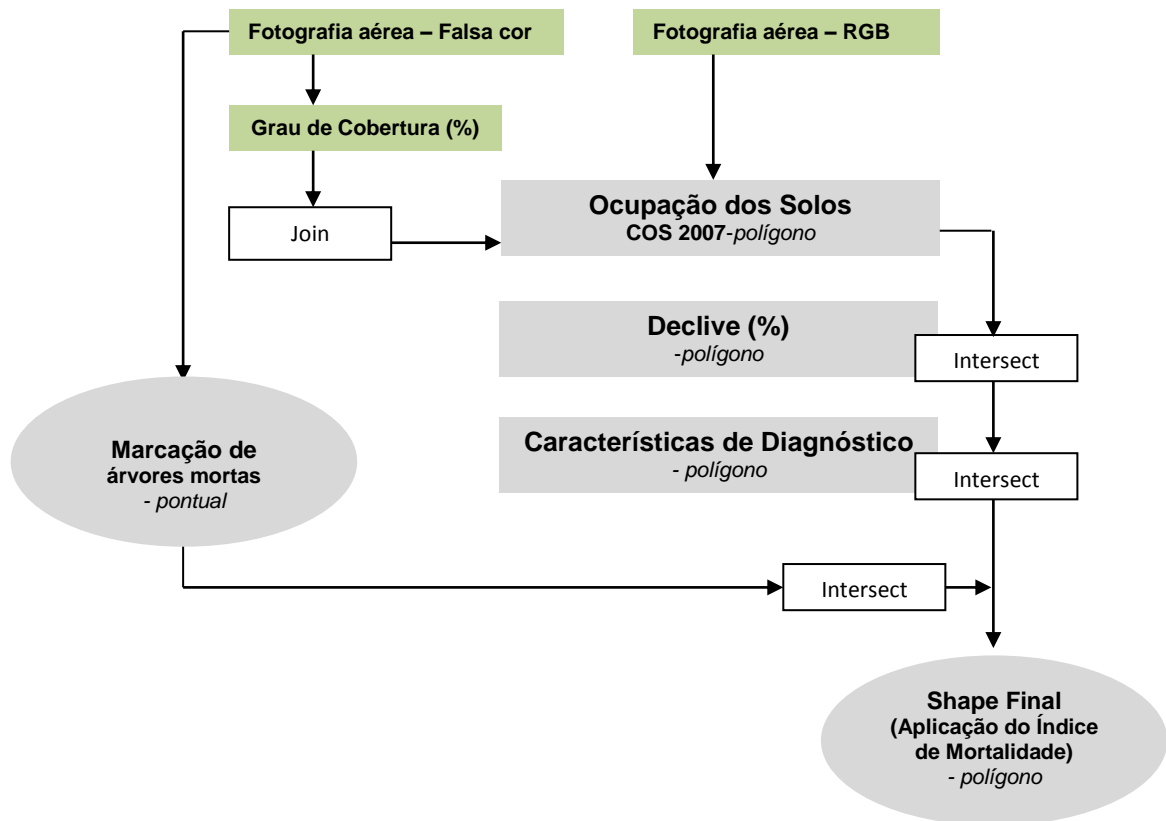 Fotografia aérea – Falsa cor
Fotografia aérea – RGB
Grau de Cobertura (%)
Join
Ocupação dos Solos
COS 2007-polígono
Declive (%)
-polígono
Intersect
Características de Diagnóstico
- polígono
Intersect
Marcação de
árvores mortas
- pontual
Intersect
Shape Final
(Aplicação do Índice
de Mortalidade)
- polígono